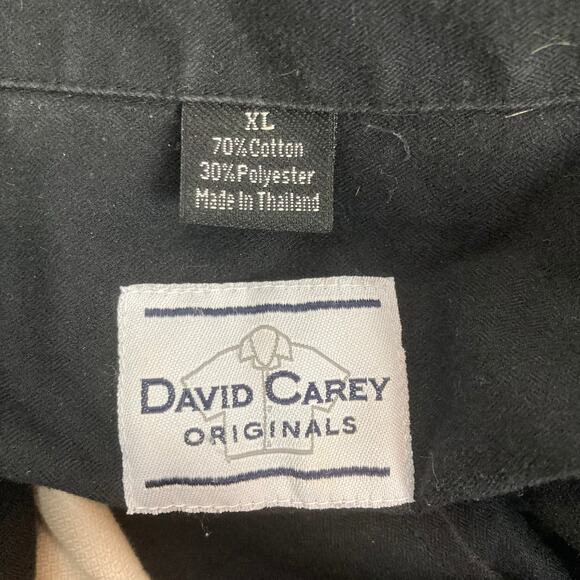 XL
70%Cotton
30%Polyester
Made In Thailand
DAVID CAREY
ORIGINALS